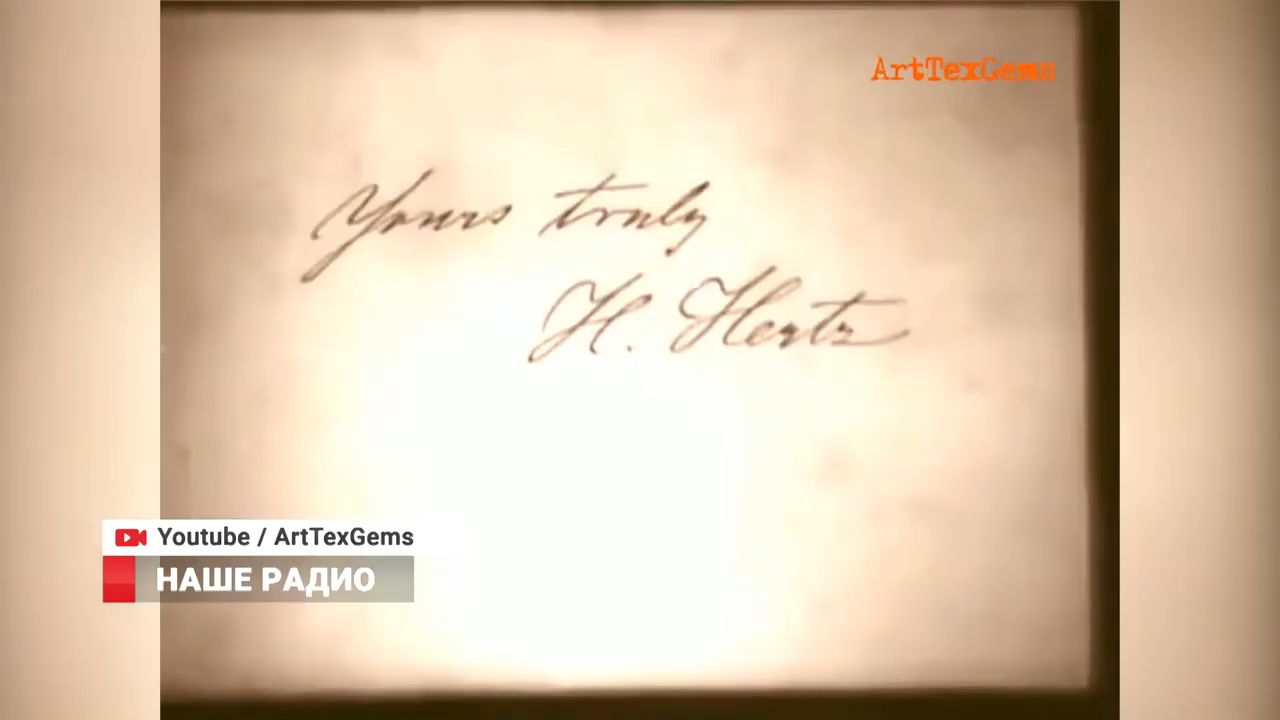 ArtTexGems
Yours truly
H. Hertz
Youtube / ArtTexGems
НАШЕ РАДИО